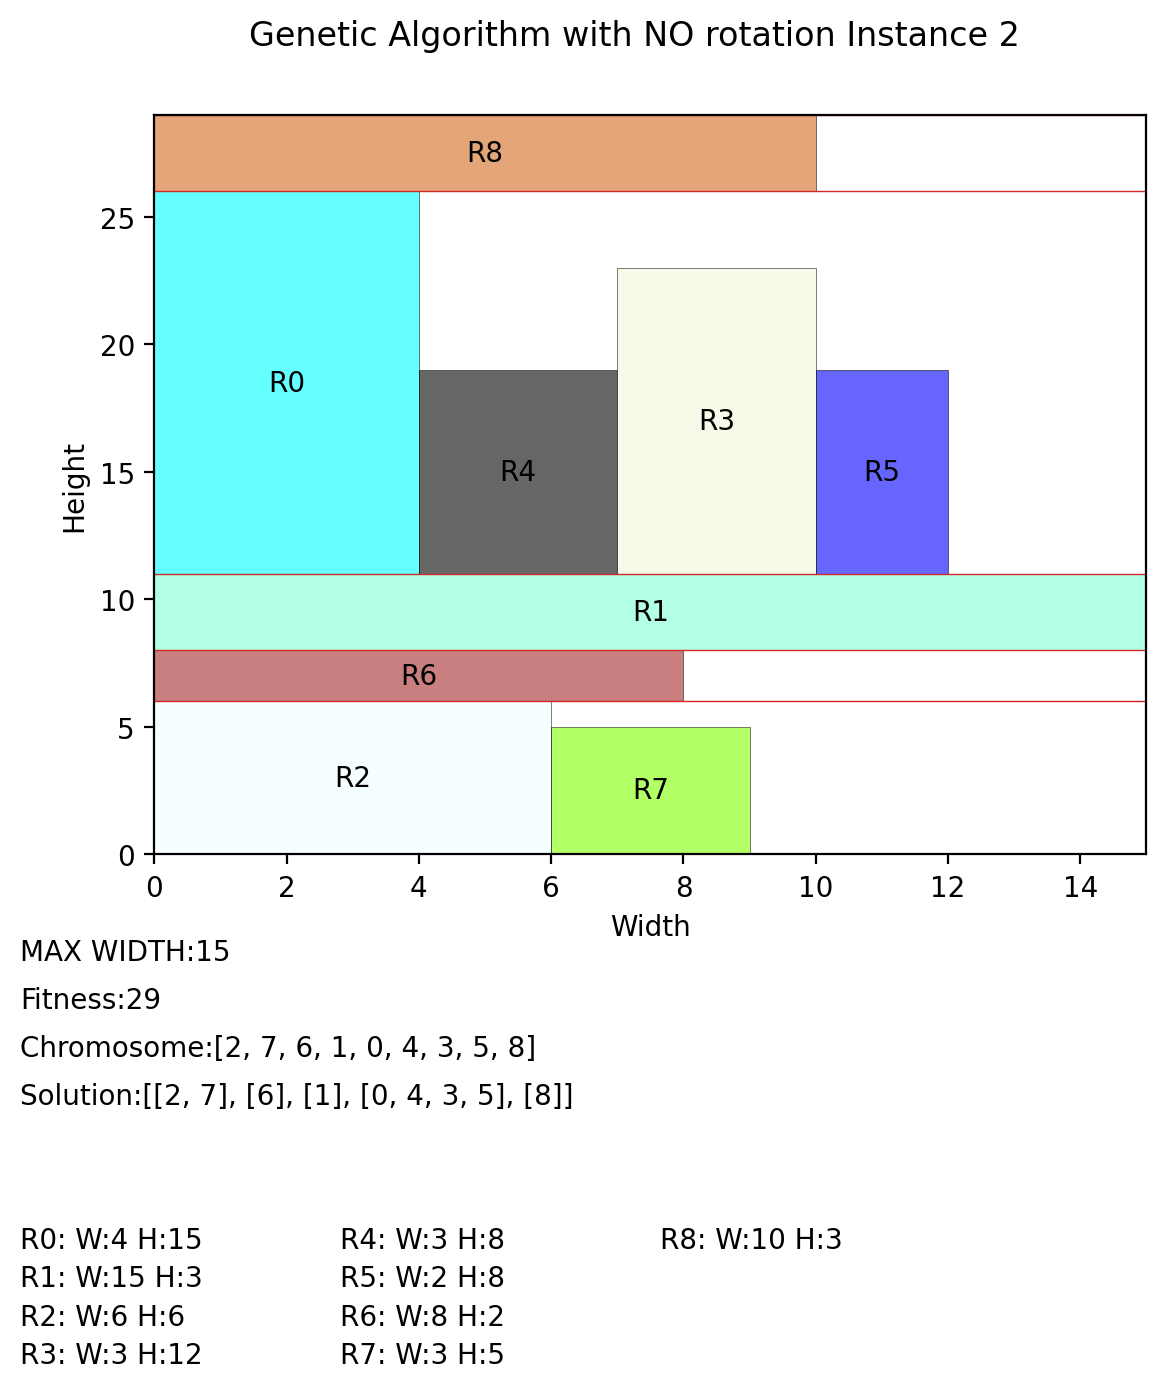 Genetic Algorithm with NO rotation Instance 2
R8
25
20
R0
R3
Height
15
R4
R5
10
R1
R6
5
R2
R7
0
0 2 4 6 8 10 12 14
Width
MAX WIDTH:15
Fitness:29
Chromosome:[2, 7, 6, 1, 0, 4, 3, 5, 8]
Solution:[[2, 7], [6], [1], [0, 4, 3, 5], [8]]
R0: W:4 H:15 R4: W:3 H:8 R8: W:10 H:3
R1: W:15 H:3 R5: W:2 H:8
R2: W:6 H:6 R6: W:8 H:2
R3: W:3 H:12 R7: W:3 H:5